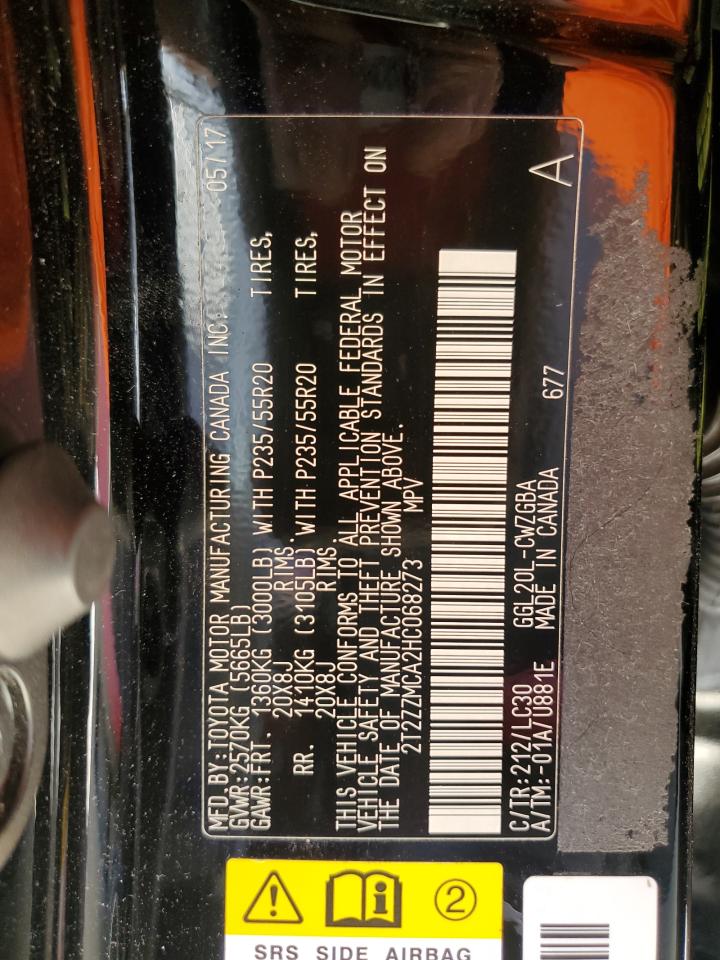 MFD.BY:TOYOTA MOTOR MANUFACTURING CANADA INC. 05/17
GVWR:2570KG (5665LB)
GAWR:FRT. 1360KG (3000LB) WITH P235/55R20 TIRES,
20X8J RIMS.
RR. 1410KG (3105LB) WITH P235/55R20 TIRES,
20X8J RIMS.
THIS VEHICLE CONFORMS TO ALL APPLICABLE FEDERAL MOTOR
VEHICLE SAFETY AND THEFT PREVENTION STANDARDS IN EFFECT ON
THE DATE OF MANUFACTURE SHOWN ABOVE.
2T2ZZMCA2HC068273 MPV
C/TR:212/LC30 GGL20L-CWZGBA A
A/TM:-01A/U881E MADE IN CANADA 677
2
SRS SIDE AIRBAG